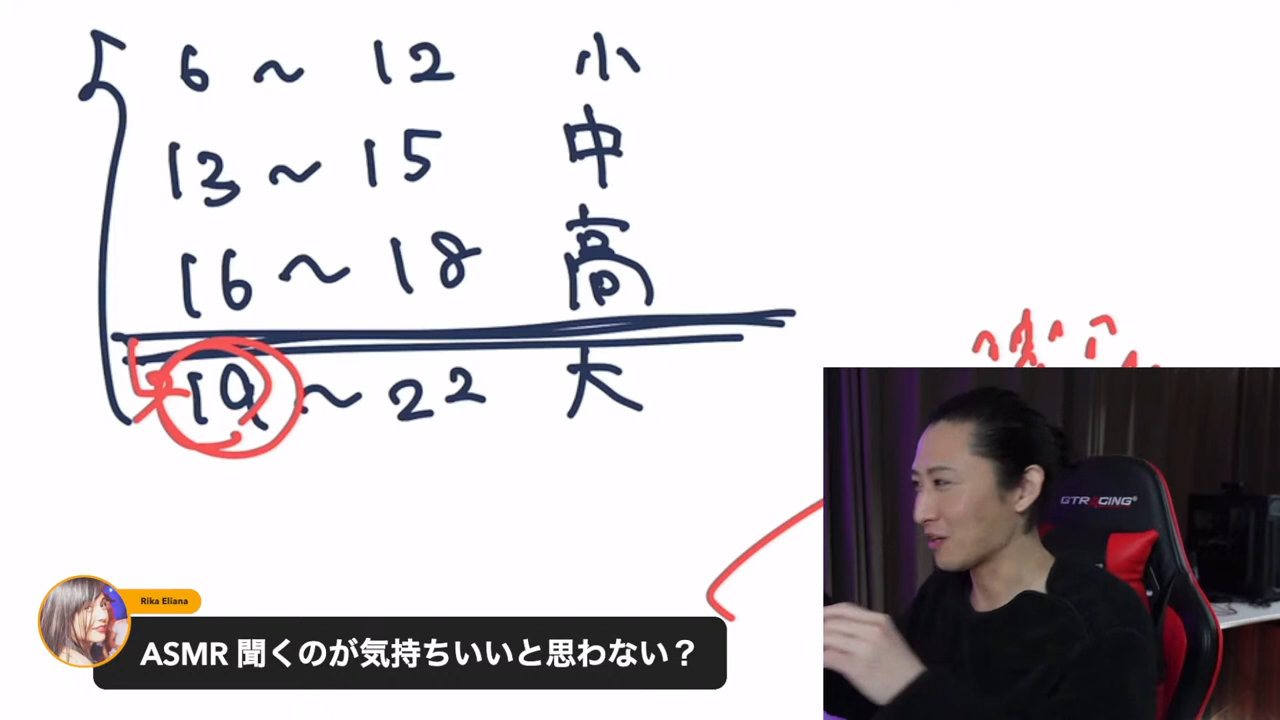 6 ~ 12 小
13 ~ 15 中
16 ~ 18 高
19 ~ 22 大
GTRACING
Rika Eliana
ASMR 聞くのが気持ちいいと思わない？